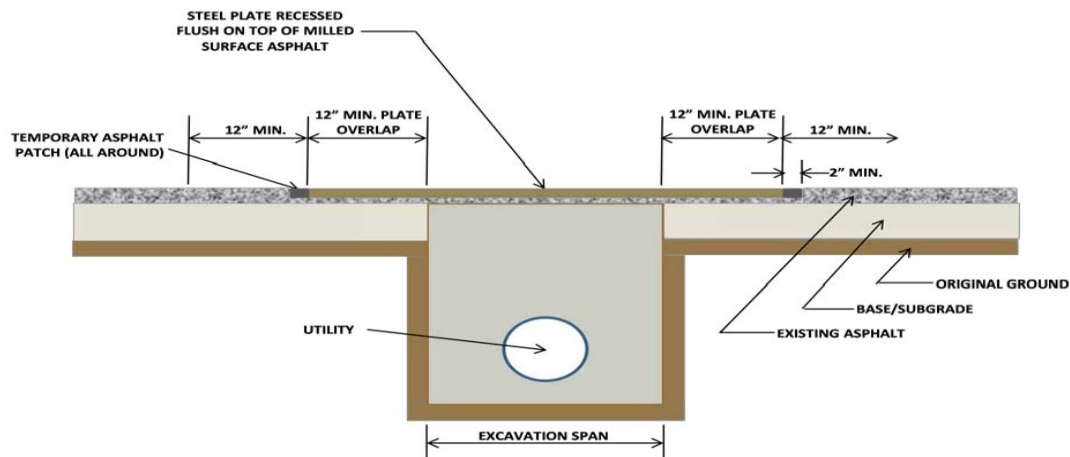 STEEL PLATE RECESSED
FLUSH ON TOP OF MILLED
SURFACE ASPHALT
TEMPORARY ASPHALT
PATCH (ALL AROUND)
12” MIN.
12” MIN. PLATE
OVERLAP
12” MIN. PLATE
OVERLAP
12” MIN.
2” MIN.
ORIGINAL GROUND
BASE/SUBGRADE
EXISTING ASPHALT
UTILITY
EXCAVATION SPAN